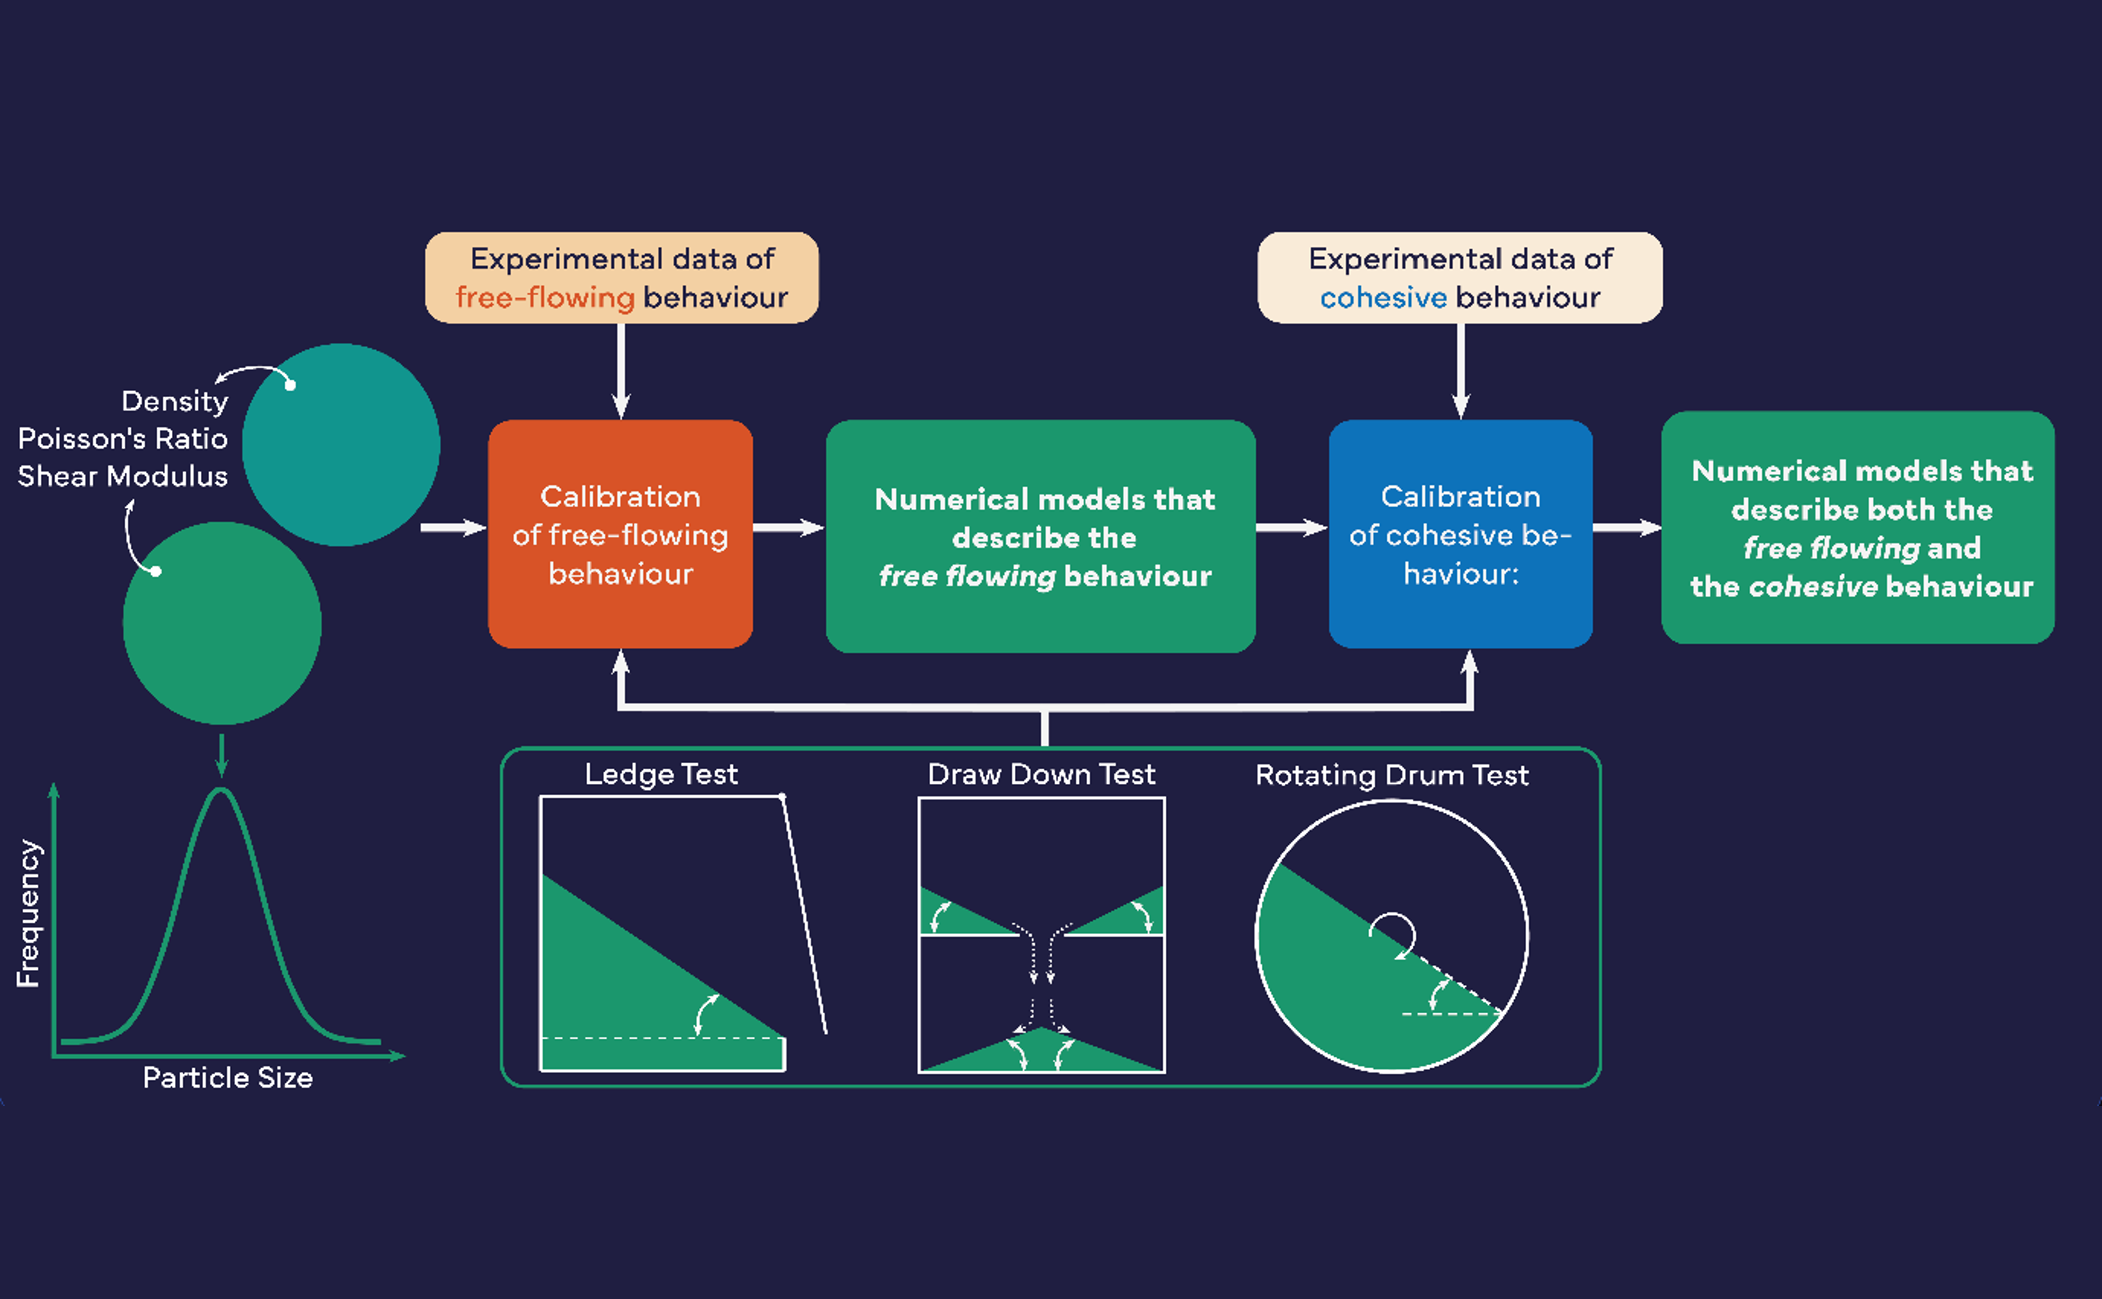 Experimental data of
free-flowing behaviour
Experimental data of
cohesive behaviour
Density
Poisson's Ratio
Shear Modulus
Calibration
of free-flowing
behaviour
Numerical models that
describe the
free flowing behaviour
Calibration
of cohesive be-
haviour:
Numerical models that
describe both the
free flowing and
the cohesive behaviour
Frequency
Particle Size
Ledge Test
Draw Down Test
Rotating Drum Test